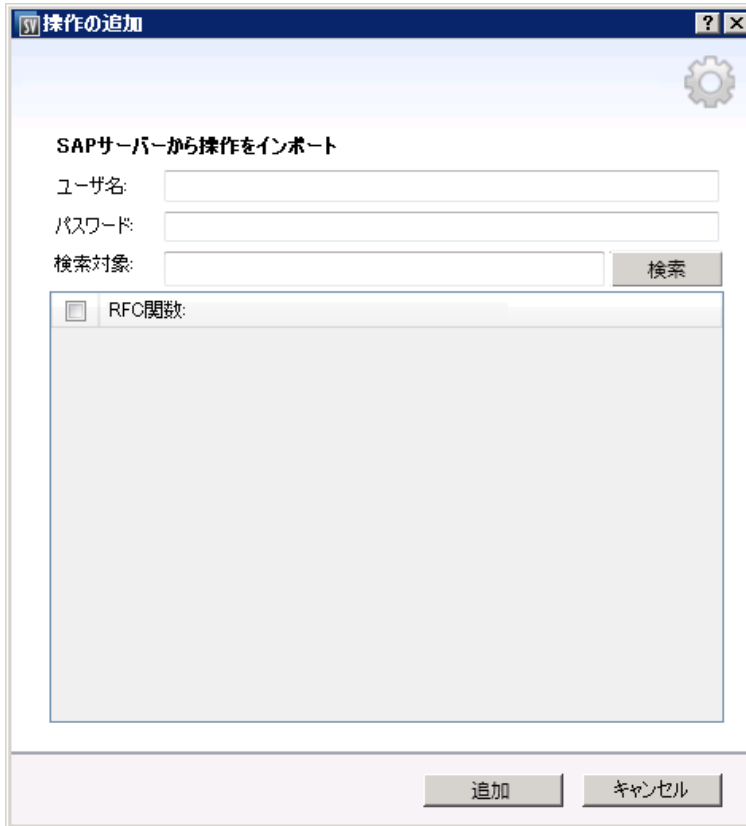 SV 操作の追加
SAPサーバーから操作をインポート
ユーザ名:
パスワード:
検索対象:
検索
RFC関数:
追加
キャンセル